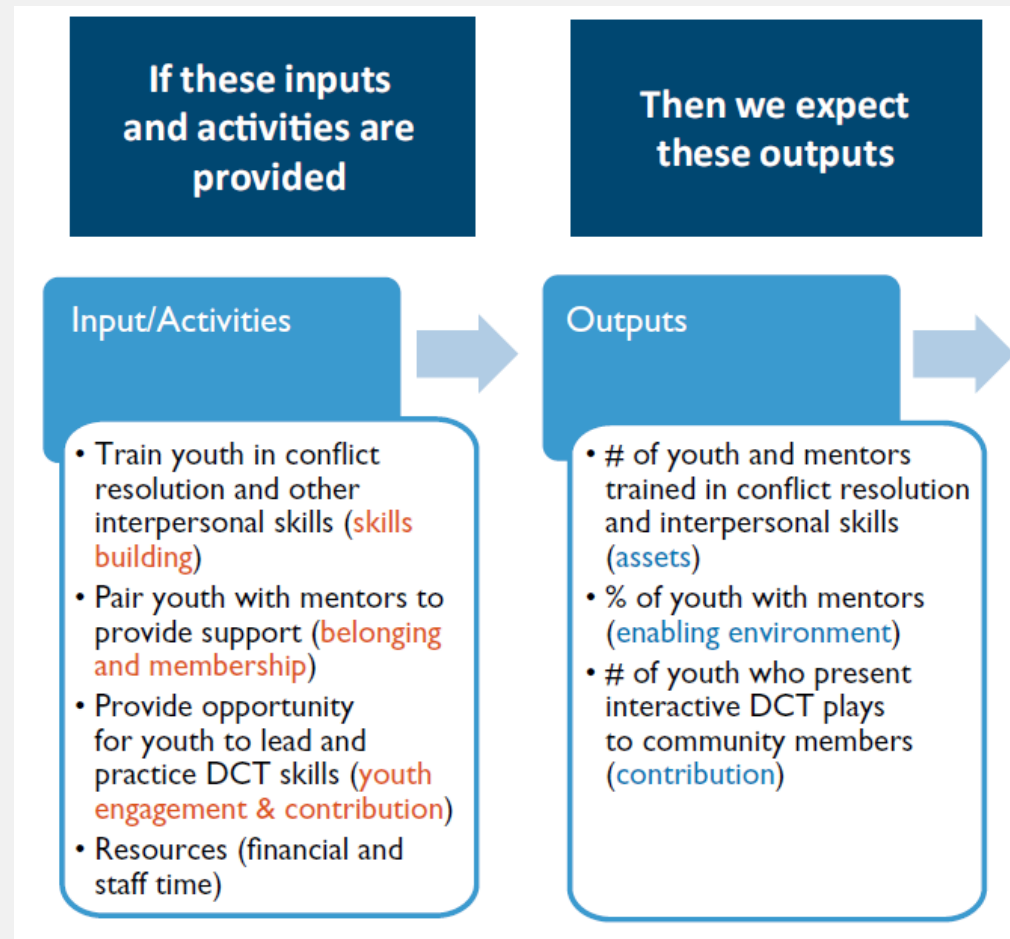 If these inputs
and activities are
provided
Then we expect
these outputs
Input/Activities
• Train youth in conflict
resolution and other
interpersonal skills (skills
building)
• Pair youth with mentors to
provide support (belonging
and membership)
• Provide opportunity
for youth to lead and
practice DCT skills (youth
engagement & contribution)
• Resources (financial and
staff time)
Outputs
• # of youth and mentors
trained in conflict resolution
and interpersonal skills
(assets)
• % of youth with mentors
(enabling environment)
• # of youth who present
interactive DCT plays
to community members
(contribution)